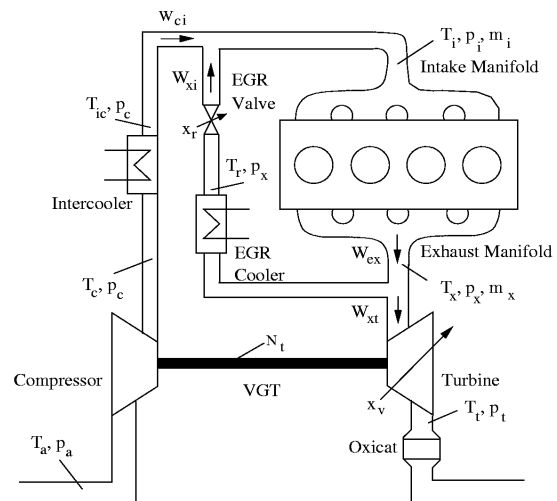 W_ci
T_i, p_i, m_i
W_xi
EGR
Valve
Intake Manifold
T_ic, p_c
x_r
T_r, p_x
Intercooler
EGR
Cooler
W_ex
Exhaust Manifold
T_c, p_c
T_x, p_x, m_x
W_xt
N_t
Compressor
VGT
Turbine
x_v
T_t, p_t
T_a, p_a
Oxicat